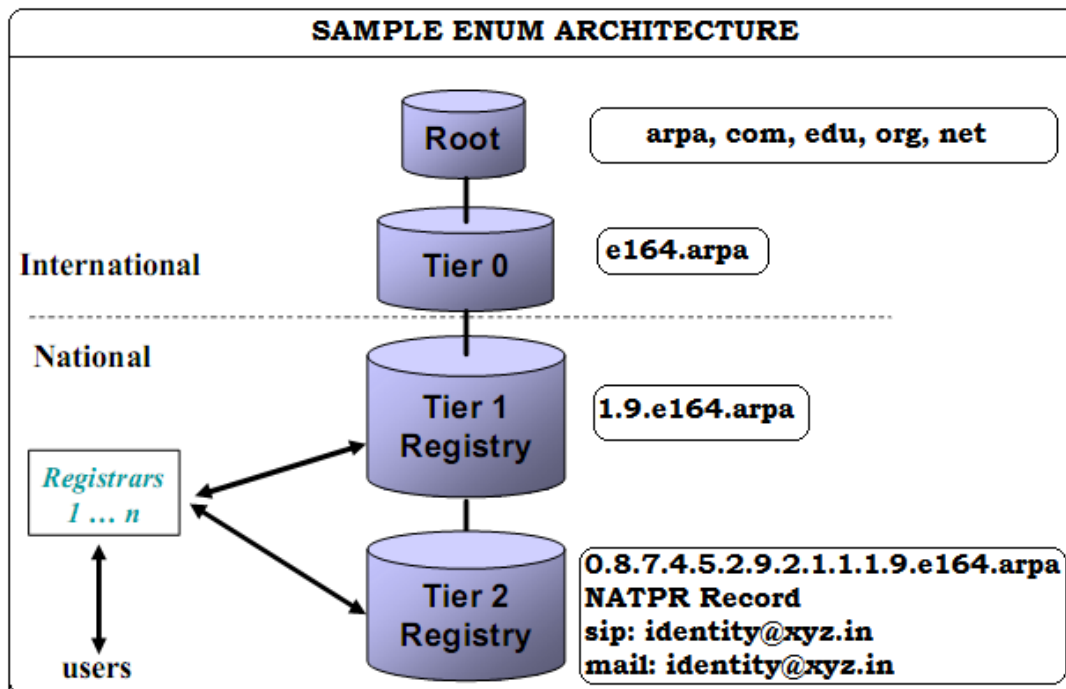 SAMPLE ENUM ARCHITECTURE
Root
arpa, com, edu, org, net
Tier 0
e164.arpa
International
National
Tier 1
Registry
1.9.e164.arpa
Registrars
1 ... n
users
Tier 2
Registry
0.8.7.4.5.2.9.2.1.1.1.9.e164.arpa
NATPR Record
sip: identity@xyz.in
mail: identity@xyz.in